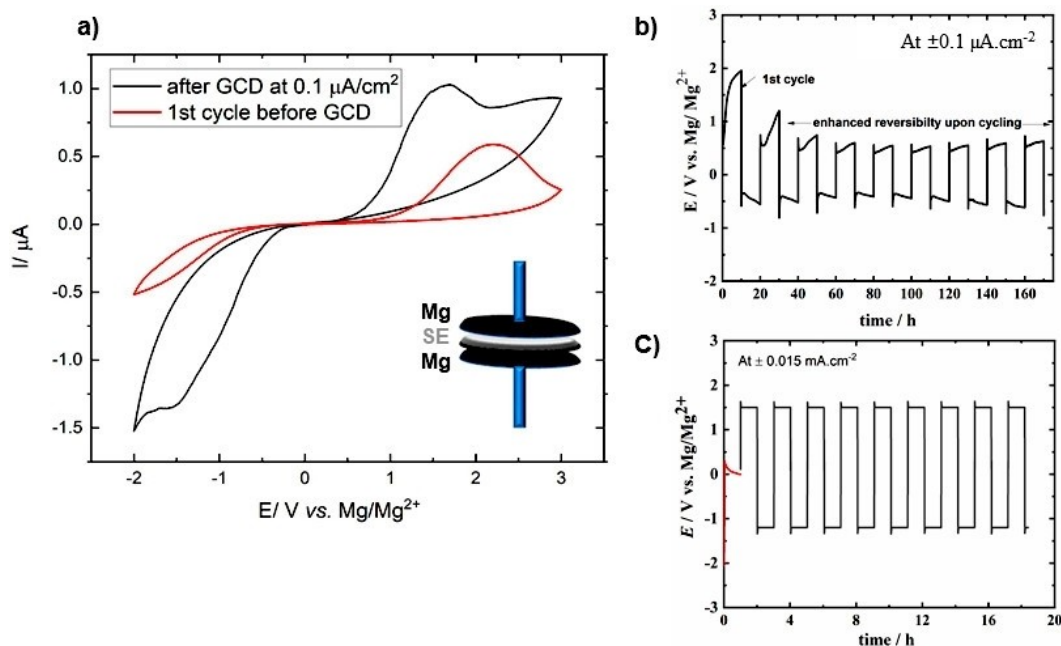 a)
after GCD at 0.1 μA/cm²
1st cycle before GCD
1.0
0.5
0.0
-0.5
-1.0
-1.5
I/ μA
-2
-1
0
1
2
3
E/ V vs. Mg/Mg²⁺
Mg
SE
Mg
b)
At ±0.1 μA.cm⁻²
1st cycle
enhanced reversibilty upon cycling
3
2
1
0
-1
-2
E / V vs. Mg/ Mg²⁺
0
20
40
60
80
100
120
140
160
time / h
C)
At ± 0.015 mA.cm⁻²
3
2
1
0
-1
-2
-3
E / V vs. Mg/Mg²⁺
0
4
8
12
16
20
time / h